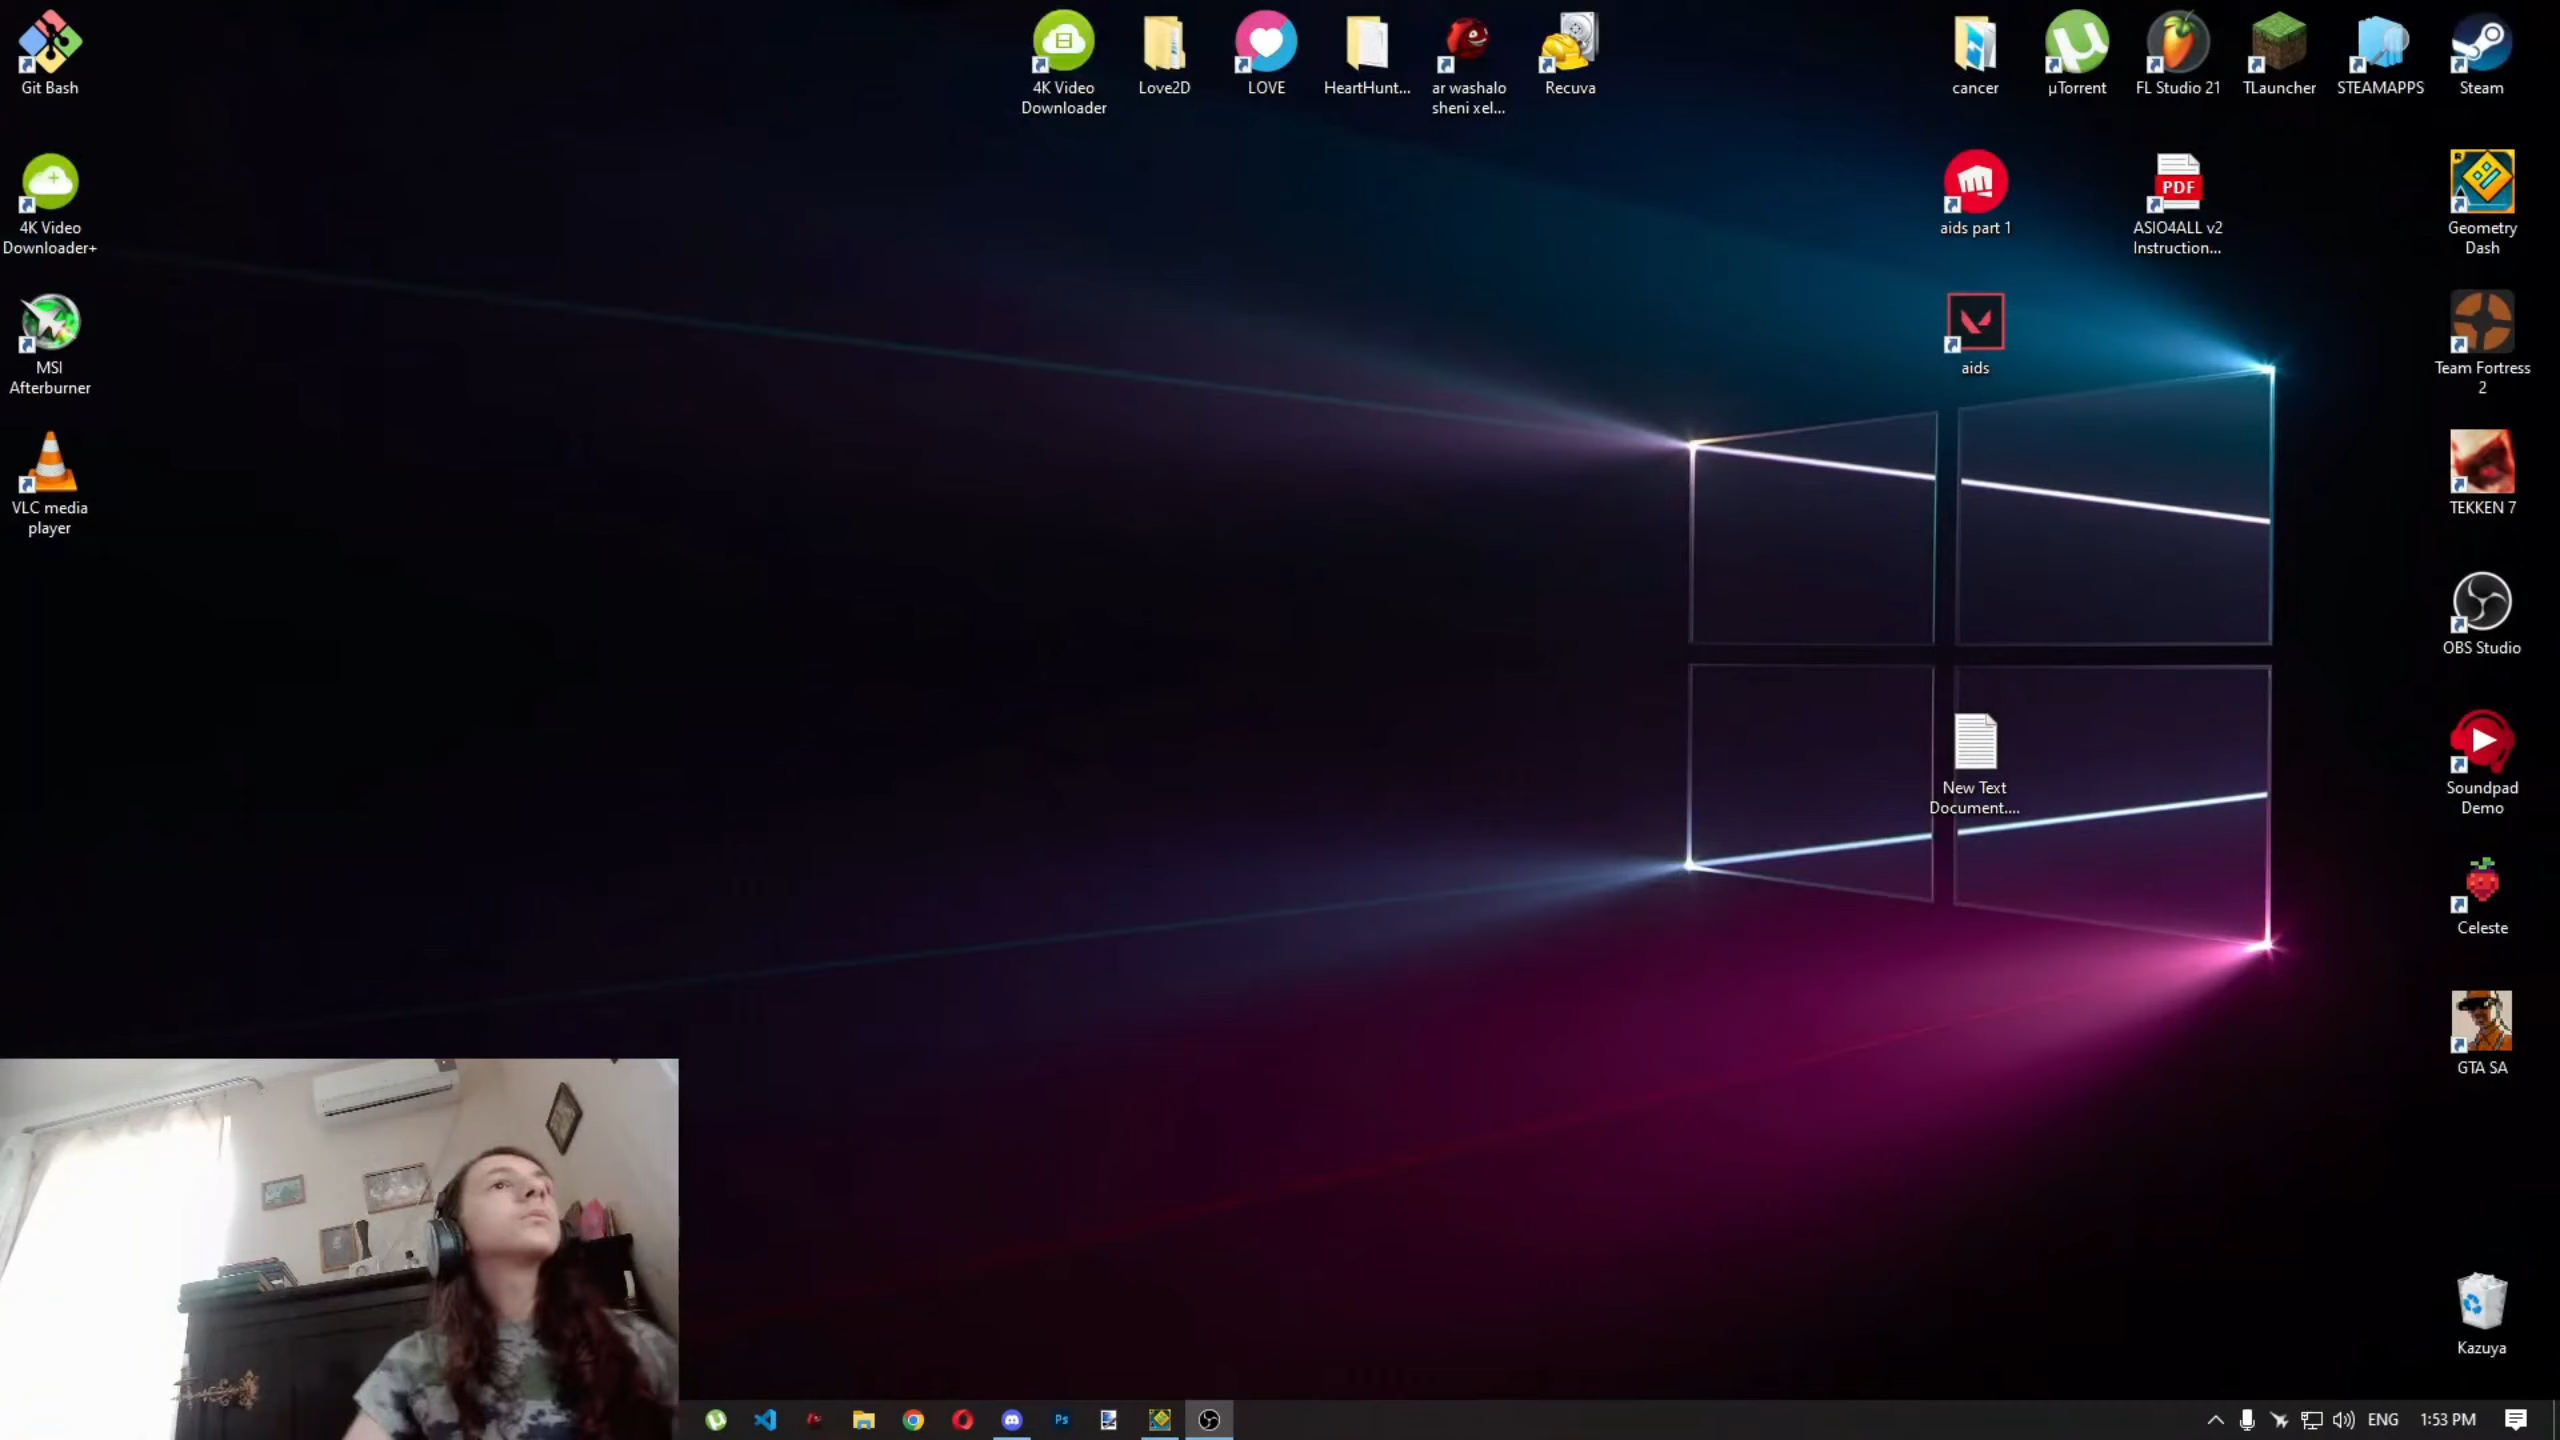 Git Bash
4K Video
Downloader+
MSI
Afterburner
VLC media
player
4K Video
Downloader
Love2D
LOVE
HeartHunt...
ar washalo
sheni xel...
Recuva
cancer
µTorrent
FL Studio 21
TLauncher
STEAMAPPS
Steam
aids part 1
PDF
ASIO4ALL v2
Instruction...
Geometry
Dash
aids
Team Fortress
2
TEKKEN 7
OBS Studio
New Text
Document....
Soundpad
Demo
Celeste
GTA SA
Kazuya
Ps
ENG
1:53 PM